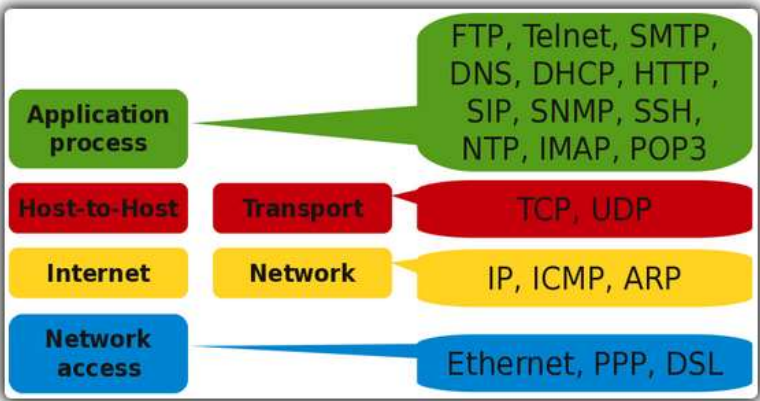 FTP, Telnet, SMTP,
DNS, DHCP, HTTP,
SIP, SNMP, SSH,
NTP, IMAP, POP3
Application
process
Host-to-Host
Transport
TCP, UDP
Internet
Network
IP, ICMP, ARP
Network
access
Ethernet, PPP, DSL